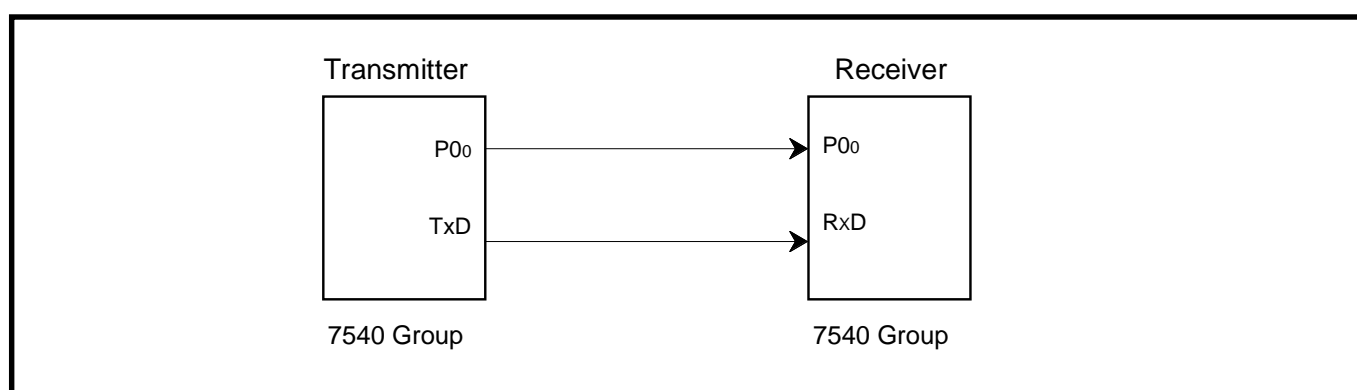 Transmitter
Receiver
P00
P00
TxD
RxD
7540 Group
7540 Group